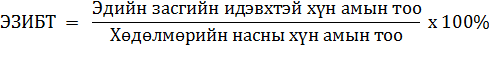 Эдийн засгийн идэвхтэй хүн амын тоо
ЭЗИБТ = x 100%
Хөдөлмөрийн насны хүн амын тоо